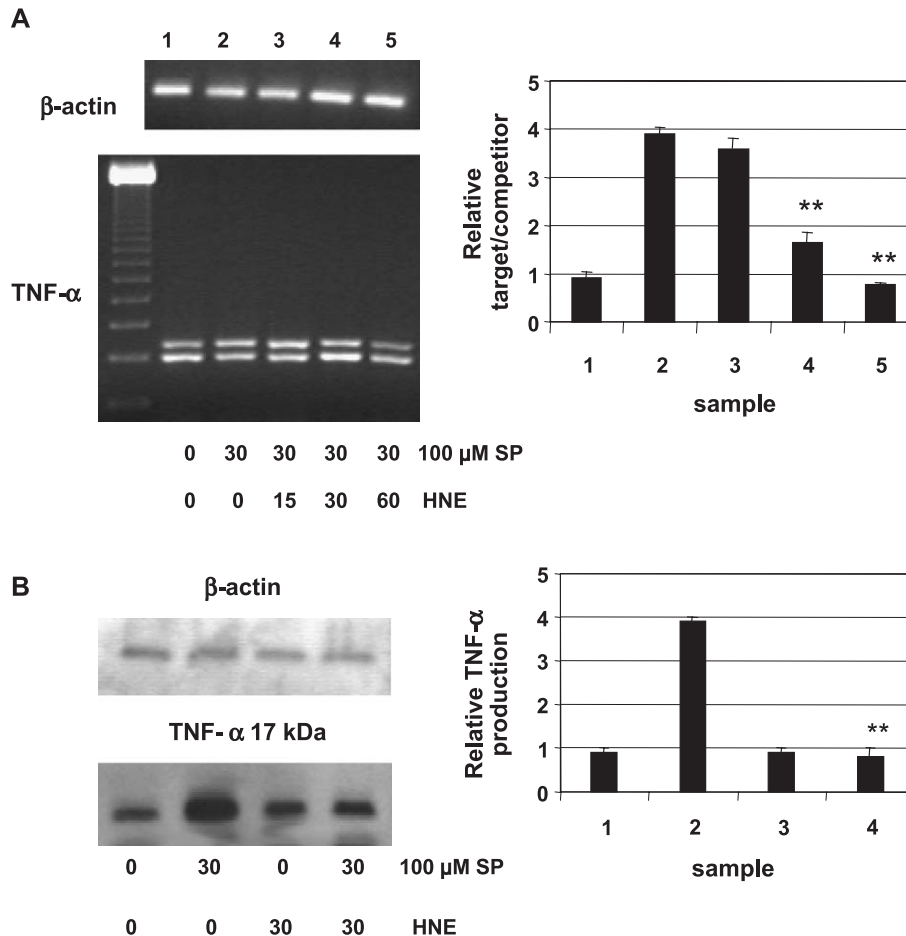 A
1 2 3 4 5
β-actin
TNF-α
0 30 30 30 30 100 µM SP
0 0 15 30 60 HNE
Relative
target/competitor
5
4
3
2
1
0
**
**
1 2 3 4 5
sample
B
β-actin
TNF- α 17 kDa
0 30 0 30 100 µM SP
0 0 30 30 HNE
Relative TNF-α
production
5
4
3
2
1
0
**
1 2 3 4
sample